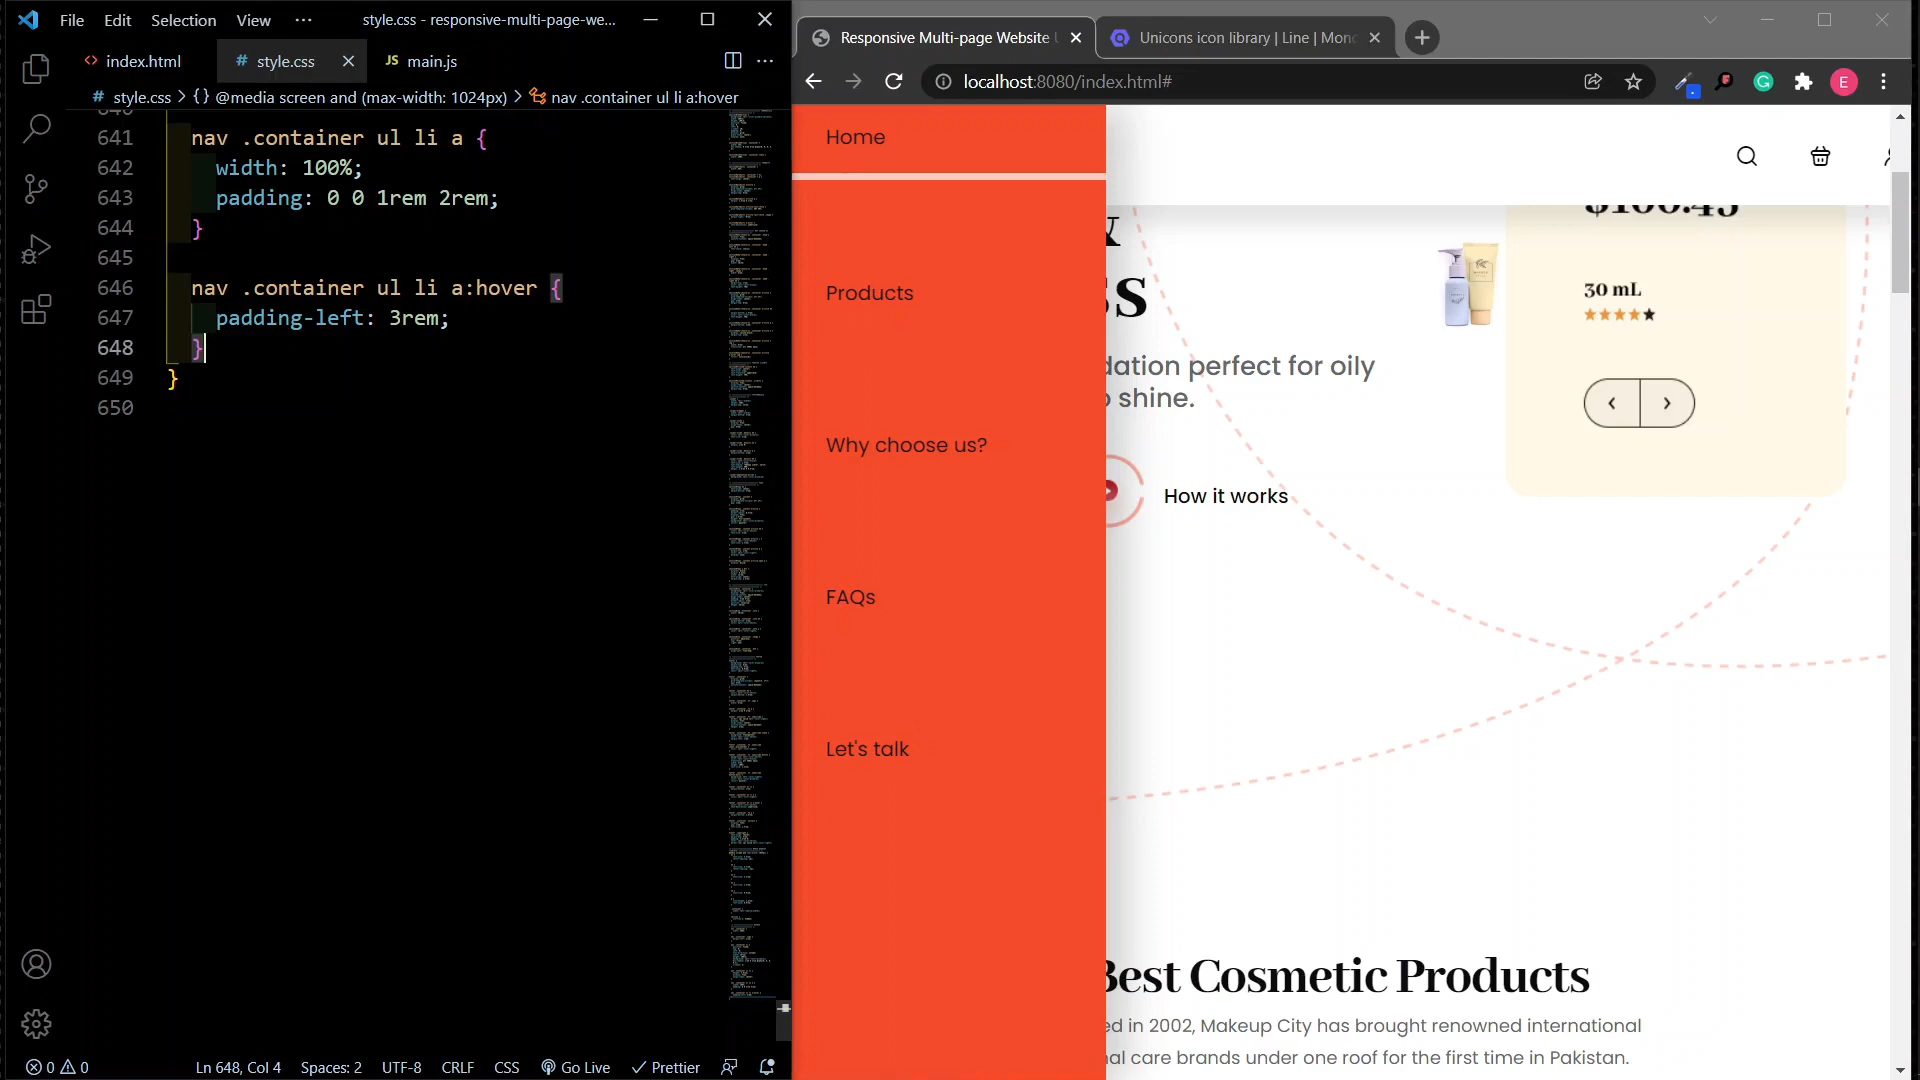 File Edit Selection View ··· style.css - responsive-multi-page-we...
index.html # style.css JS main.js
# style.css > {} @media screen and (max-width: 1024px) > nav .container ul li a:hover
641 nav .container ul li a {
642 width: 100%;
643 padding: 0 0 1rem 2rem;
644 }
645
646 nav .container ul li a:hover {
647 padding-left: 3rem;
648 }
649 }
650
0 0 Ln 648, Col 4 Spaces: 2 UTF-8 CRLF CSS Go Live Prettier
Responsive Multi-page Website Unicons icon library | Line | Mono
localhost:8080/index.html# E
Home
Products
Why choose us?
FAQs
Let's talk
$100.45
30 mL
dation perfect for oily
shine.
How it works
Best Cosmetic Products
ed in 2002, Makeup City has brought renowned international
al care brands under one roof for the first time in Pakistan.